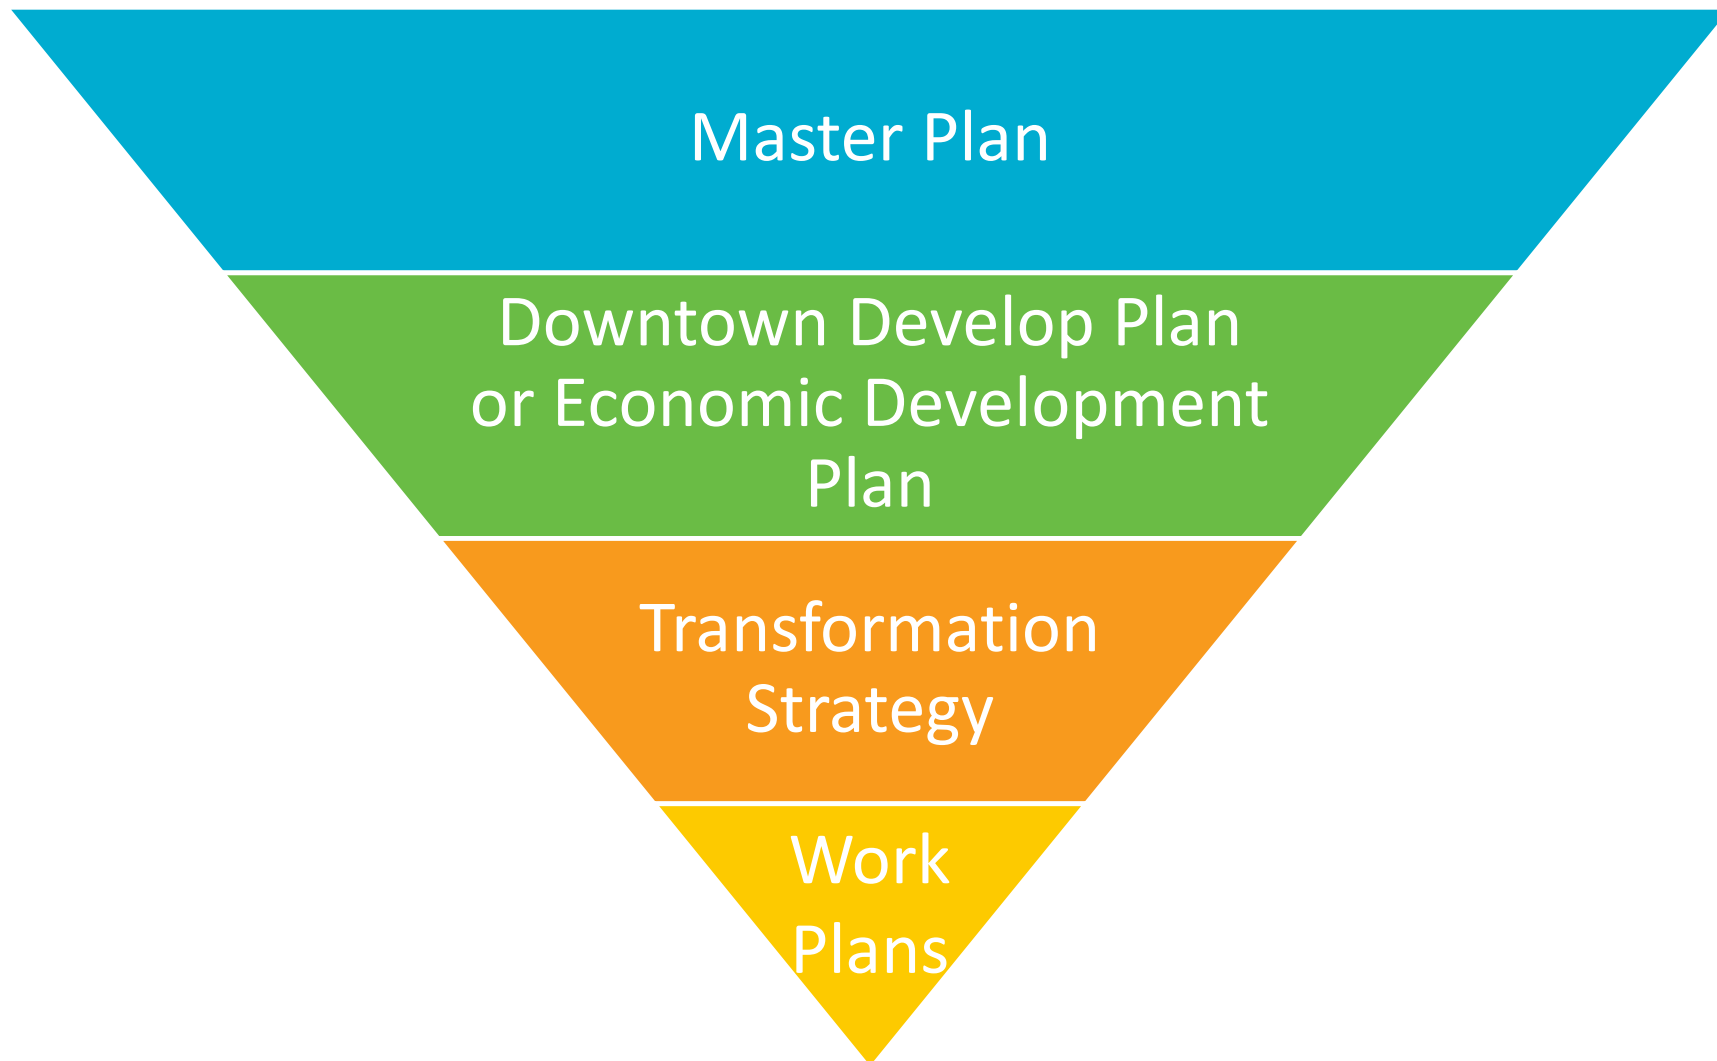 Master Plan
Downtown Develop Plan
or Economic Development
Plan
Transformation
Strategy
Work
Plans